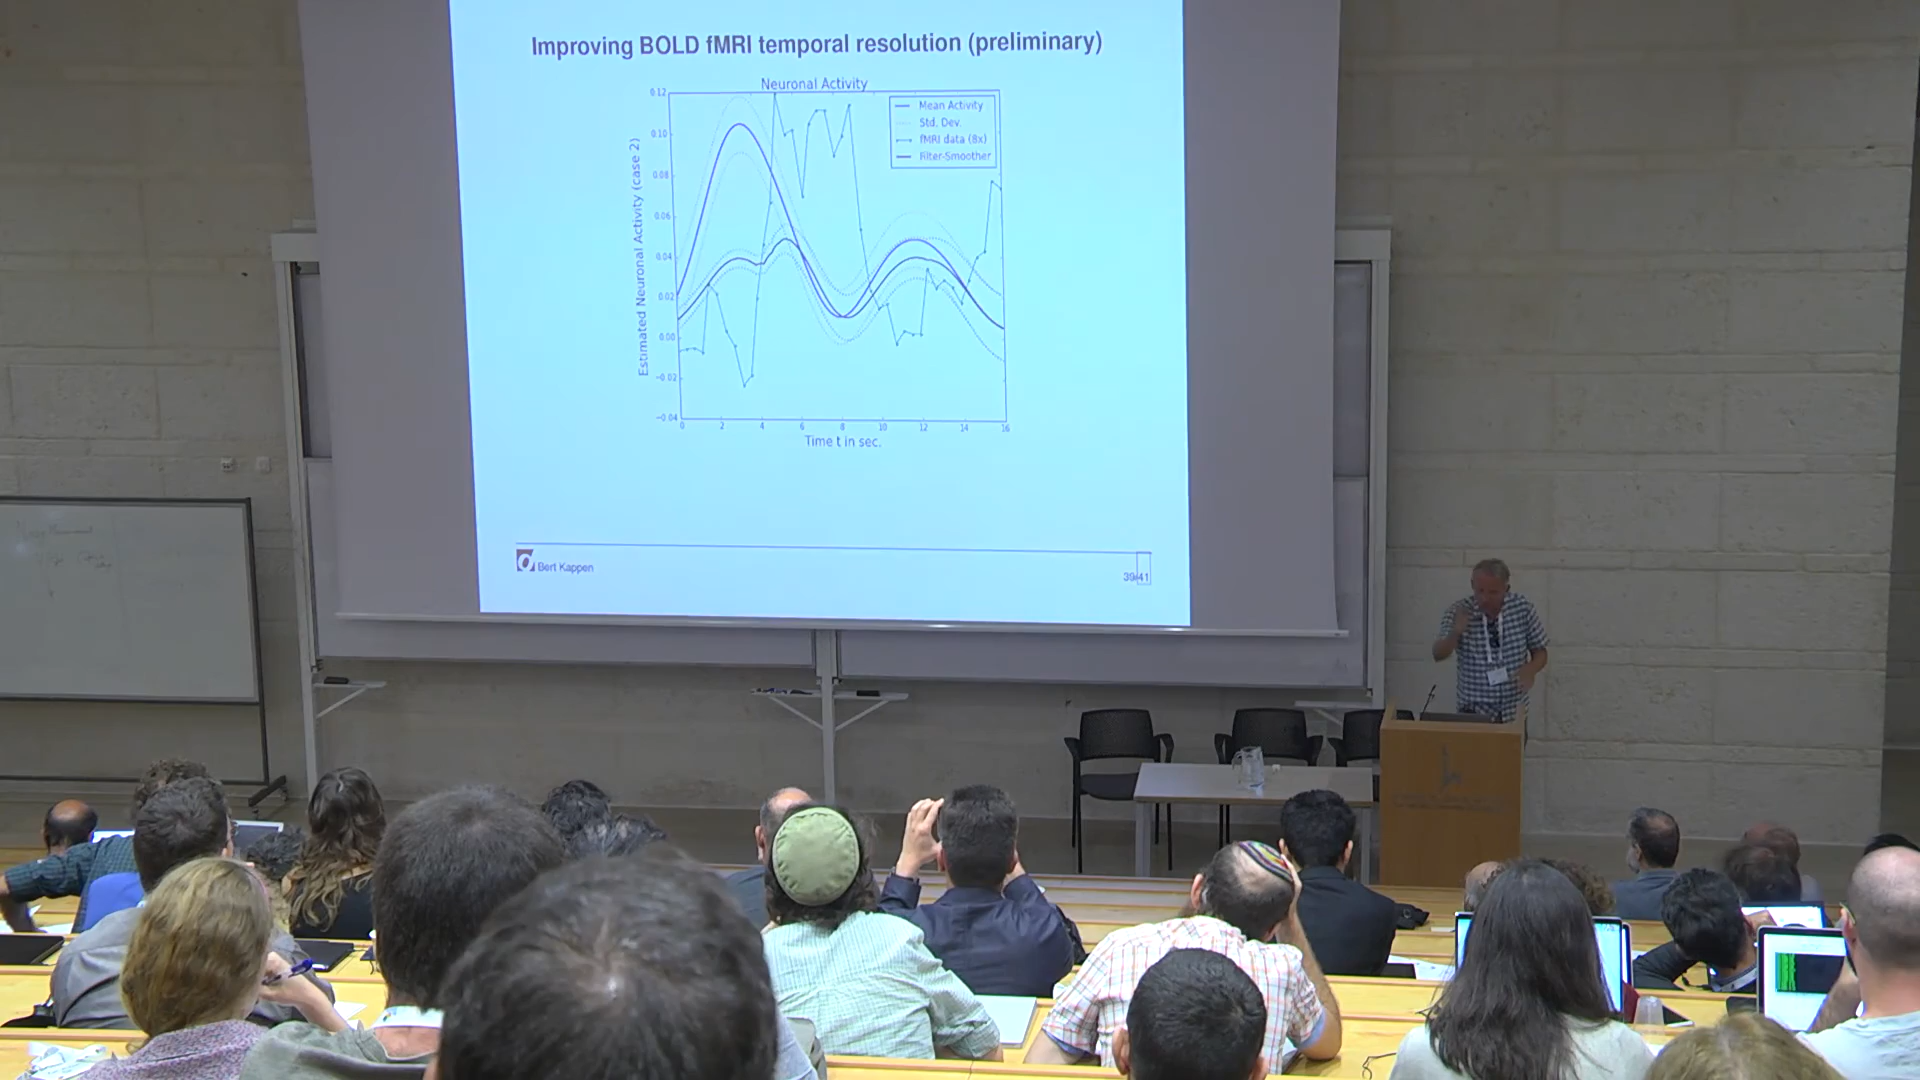 Improving BOLD fMRI temporal resolution (preliminary)
Neuronal Activity
0.12
0.10
0.08
0.06
0.04
0.02
0.00
−0.02
−0.04
Estimated Neuronal Activity (case 2)
Mean Activity
Std. Dev.
fMRI data (8x)
Filter-Smoother
0 2 4 6 8 10 12 14 16
Time t in sec.
Bert Kappen
39/41